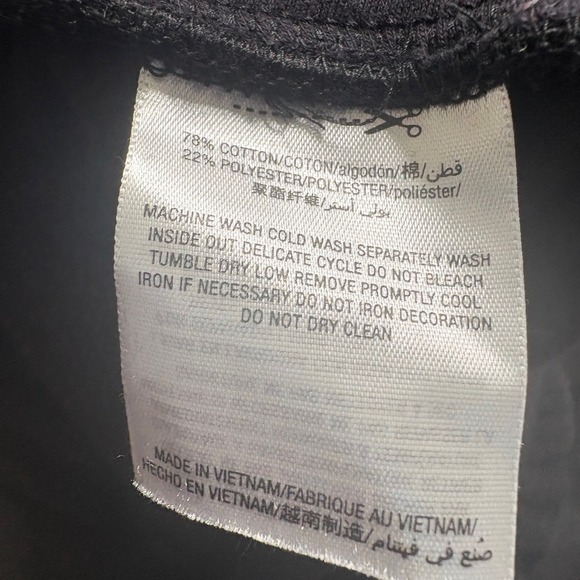 78% COTTON/COTON/algodón/棉/قطن
22% POLYESTER/POLYESTER/poliéster/
聚酯纤维/بولي أستر
MACHINE WASH COLD WASH SEPARATELY WASH
INSIDE OUT DELICATE CYCLE DO NOT BLEACH
TUMBLE DRY LOW REMOVE PROMPTLY COOL
IRON IF NECESSARY DO NOT IRON DECORATION
DO NOT DRY CLEAN
MADE IN VIETNAM/FABRIQUE AU VIETNAM/
HECHO EN VIETNAM/越南制造/صُنع في فيتنام